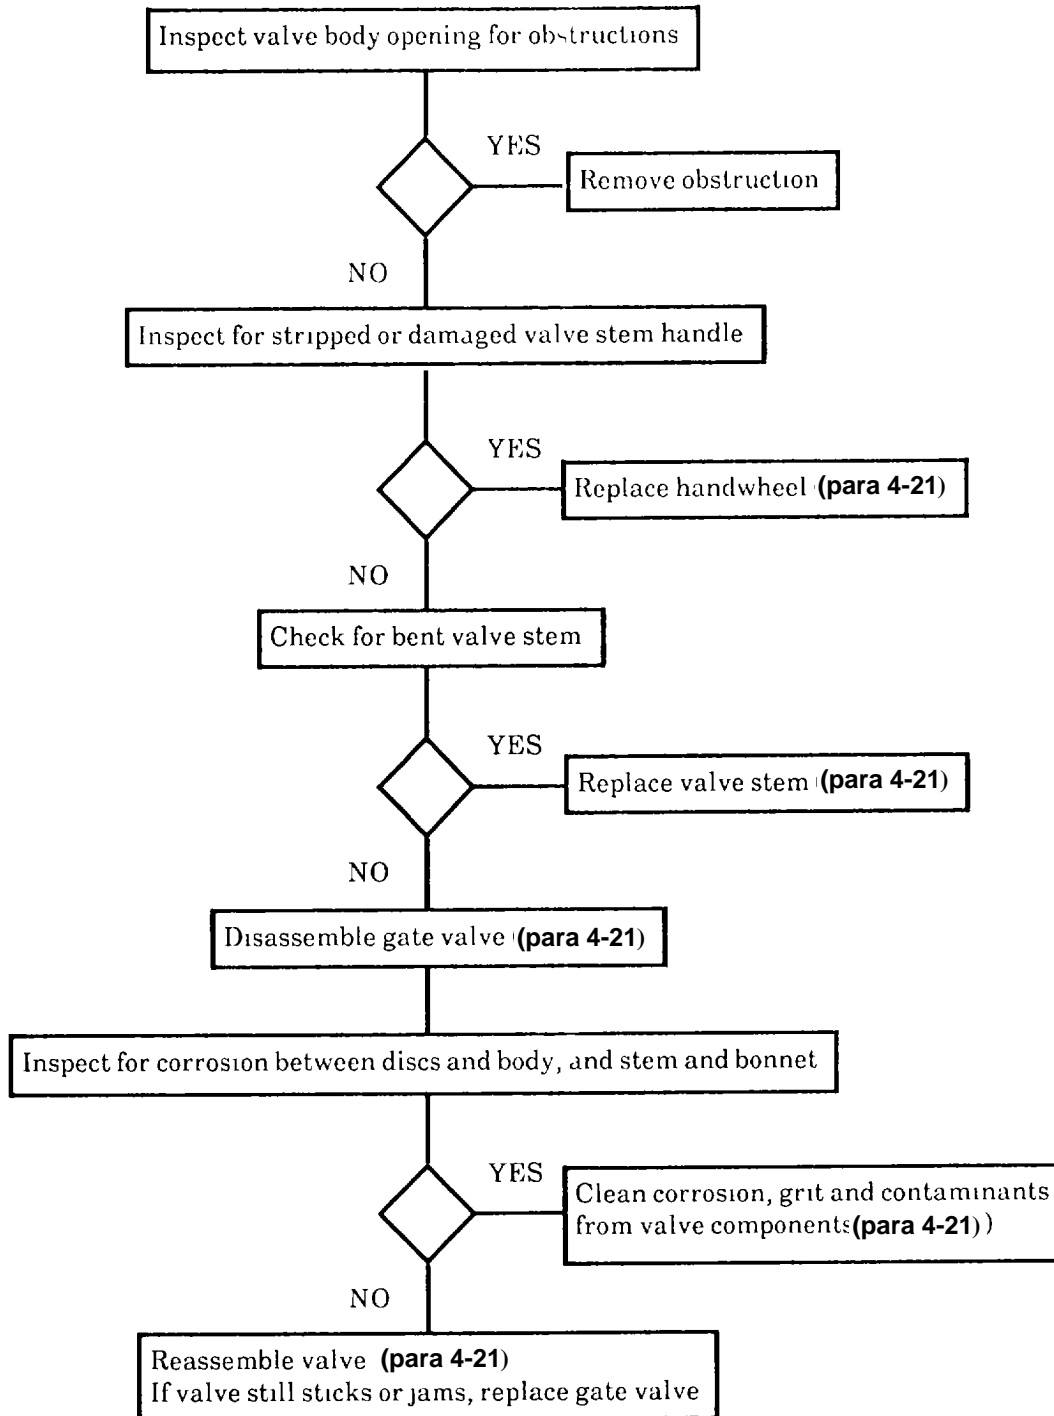 Inspect valve body opening for obstructions
YES
Remove obstruction
NO
Inspect for stripped or damaged valve stem handle
YES
Replace handwheel (para 4-21)
NO
Check for bent valve stem
YES
Replace valve stem (para 4-21)
NO
Disassemble gate valve (para 4-21)
Inspect for corrosion between discs and body, and stem and bonnet
YES
Clean corrosion, grit and contaminants
from valve components (para 4-21))
NO
Reassemble valve (para 4-21)
If valve still sticks or jams, replace gate valve